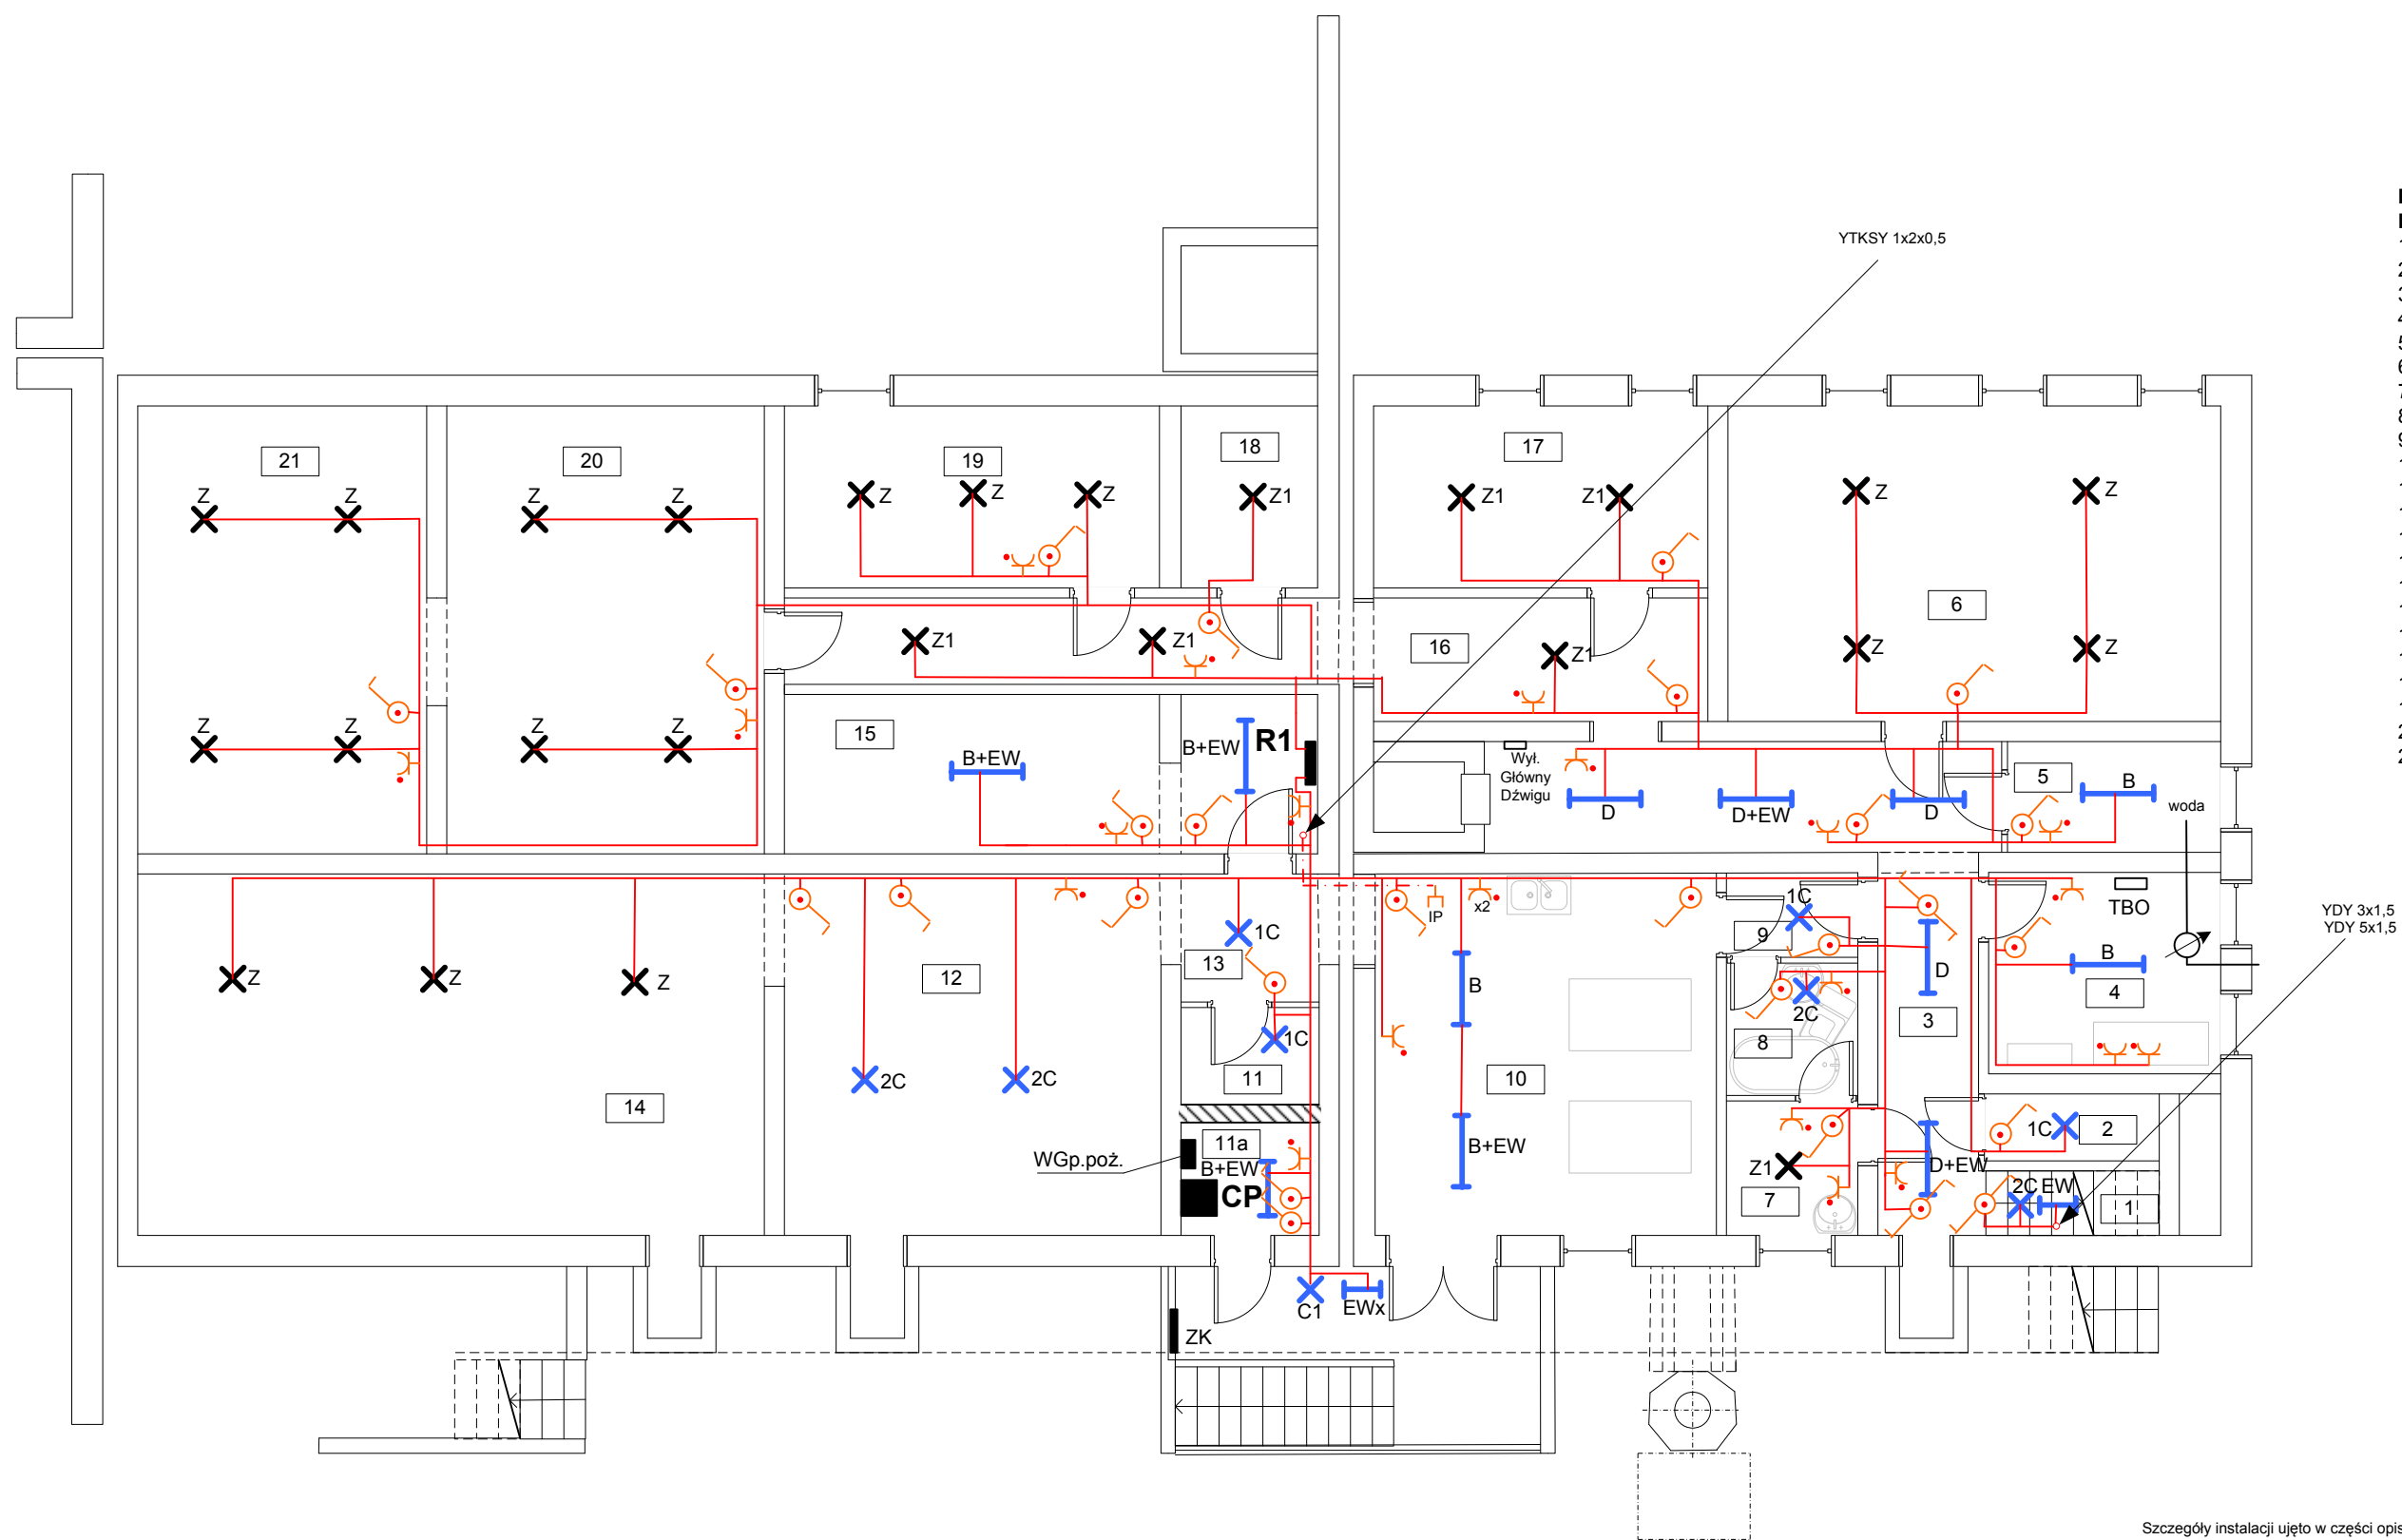 YTKSY 1x2x0,5
21
20
19
18
17
6
Z
Z
Z
Z
Z
Z
Z
Z1
Z1
Z1
Z
Z
Z1
Z1
16
Z1
Z
Z
Z
Z
Z
Z
15
B+EW
B+EW
R1
Wył.
Główny
Dźwigu
D
D+EW
D
5
B
woda
YDY 3x1,5
YDY 5x1,5
TBO
B
4
1C
9
D
3
2C
8
IP
x2
1C
13
1C
11
12
2C
2C
14
Z
Z
Z
B
10
B+EW
11a
WGp.poż.
B+EW
CP
Z1
7
D+EW
1C
2
2C
EW
1
C1
EWx
ZK
Szczegóły instalacji ujęto w części opis